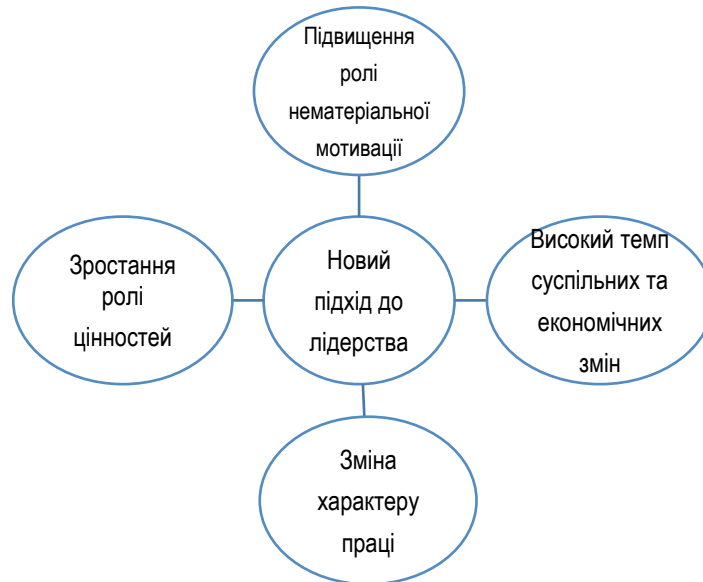 Підвищення
ролі
нематеріальної
мотивації
Зростання
ролі
цінностей
Новий
підхід до
лідерства
Високий темп
суспільних та
економічних
змін
Зміна
характеру
праці